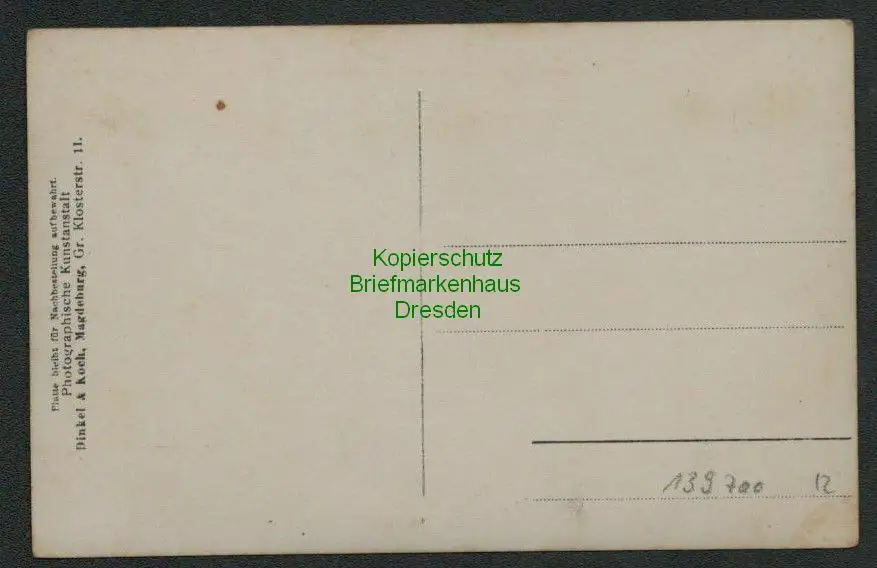 Platte bleibt für Nachbestellung aufbewahrt.
Photographische Kunstanstalt
Dinkel & Koch, Magdeburg, Gr. Klosterstr. 11.
Kopierschutz
Briefmarkenhaus
Dresden
139700 12